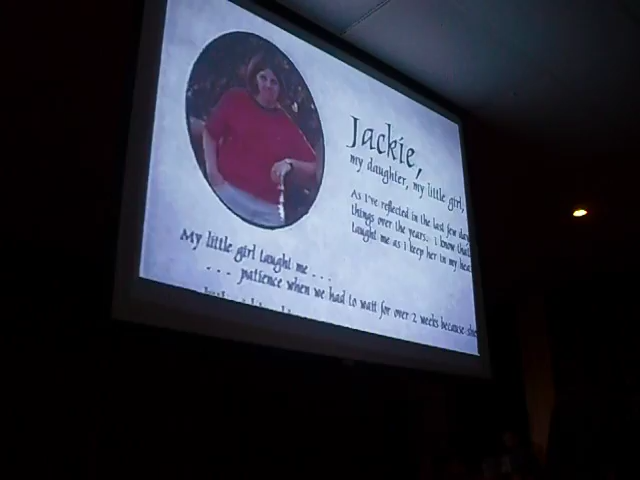 Jackie,
my daughter, my little girl,
As I've reflected in the last few
things over the years. I know
taught me as I keep her in my
My little girl taught me . . .
. . . patience when we had to wait for over 2 weeks because she